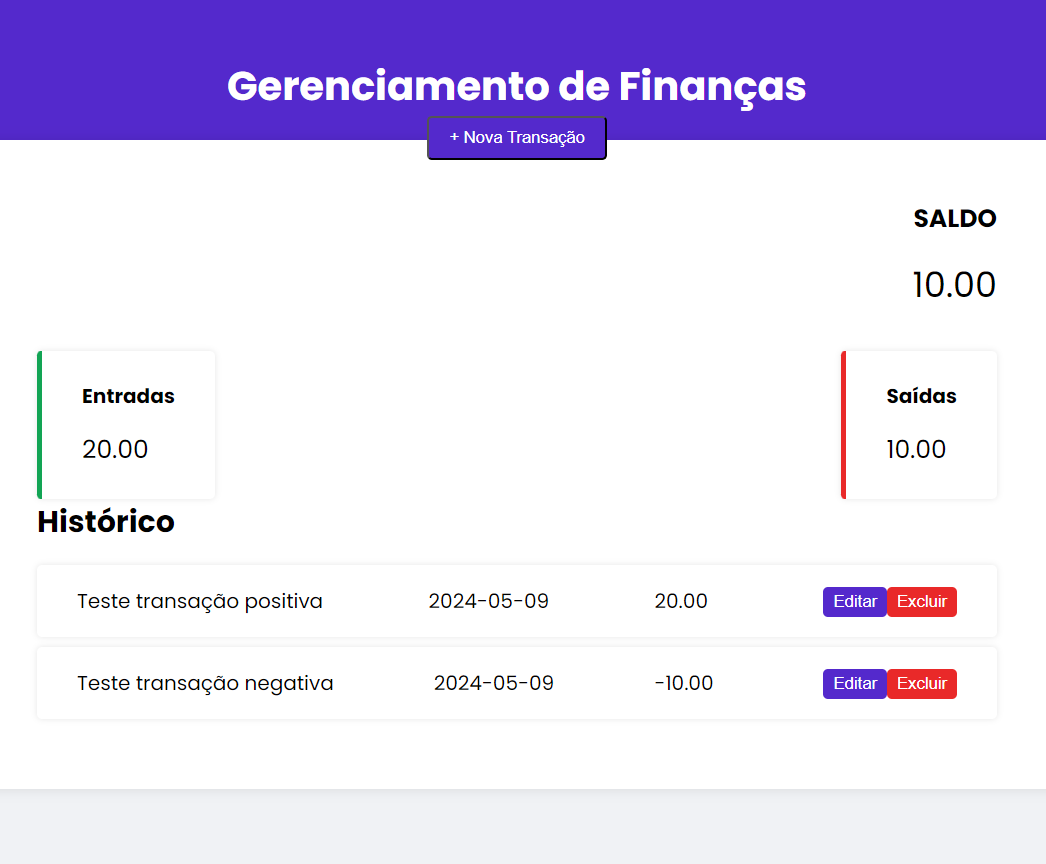 Gerenciamento de Finanças
+ Nova Transação
SALDO
10.00
Entradas
20.00
Saídas
10.00
Histórico
Teste transação positiva 2024-05-09 20.00 Editar Excluir
Teste transação negativa 2024-05-09 -10.00 Editar Excluir